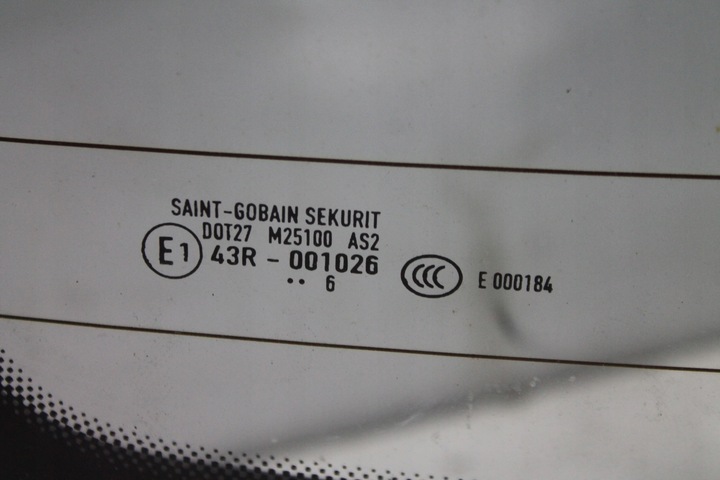 SAINT-GOBAIN SEKURIT
DOT27 M25100 AS2
E1 43R - 001026
.. 6
CCC E 000184